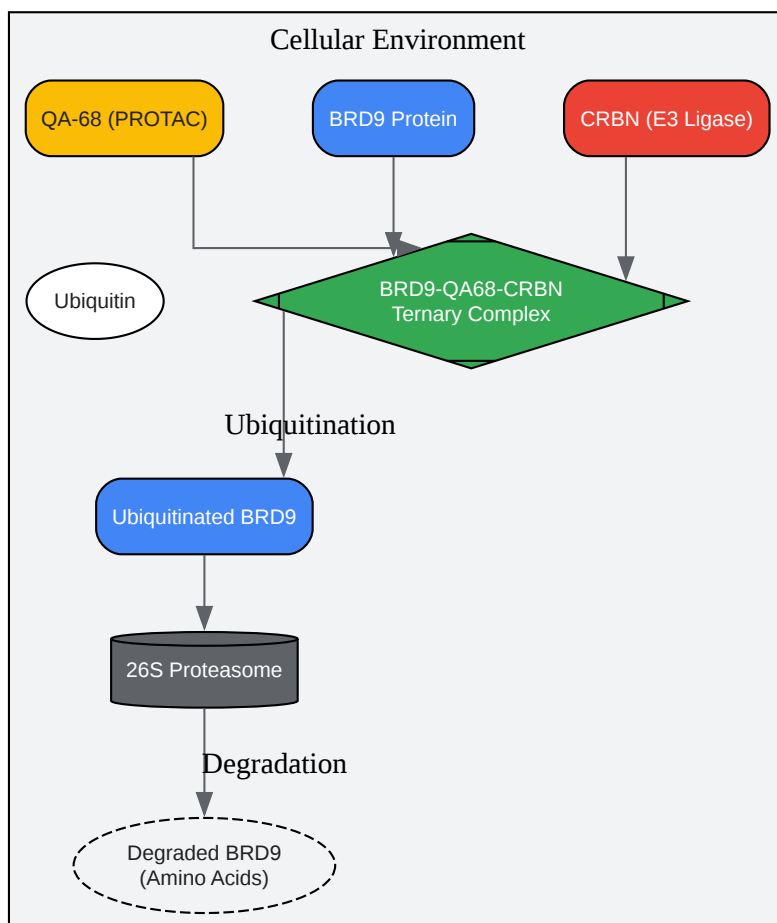 Cellular Environment
QA-68 (PROTAC)
BRD9 Protein
CRBN (E3 Ligase)
Ubiquitin
BRD9-QA68-CRBN
Ternary Complex
Ubiquitination
Ubiquitinated BRD9
26S Proteasome
Degradation
Degraded BRD9
(Amino Acids)